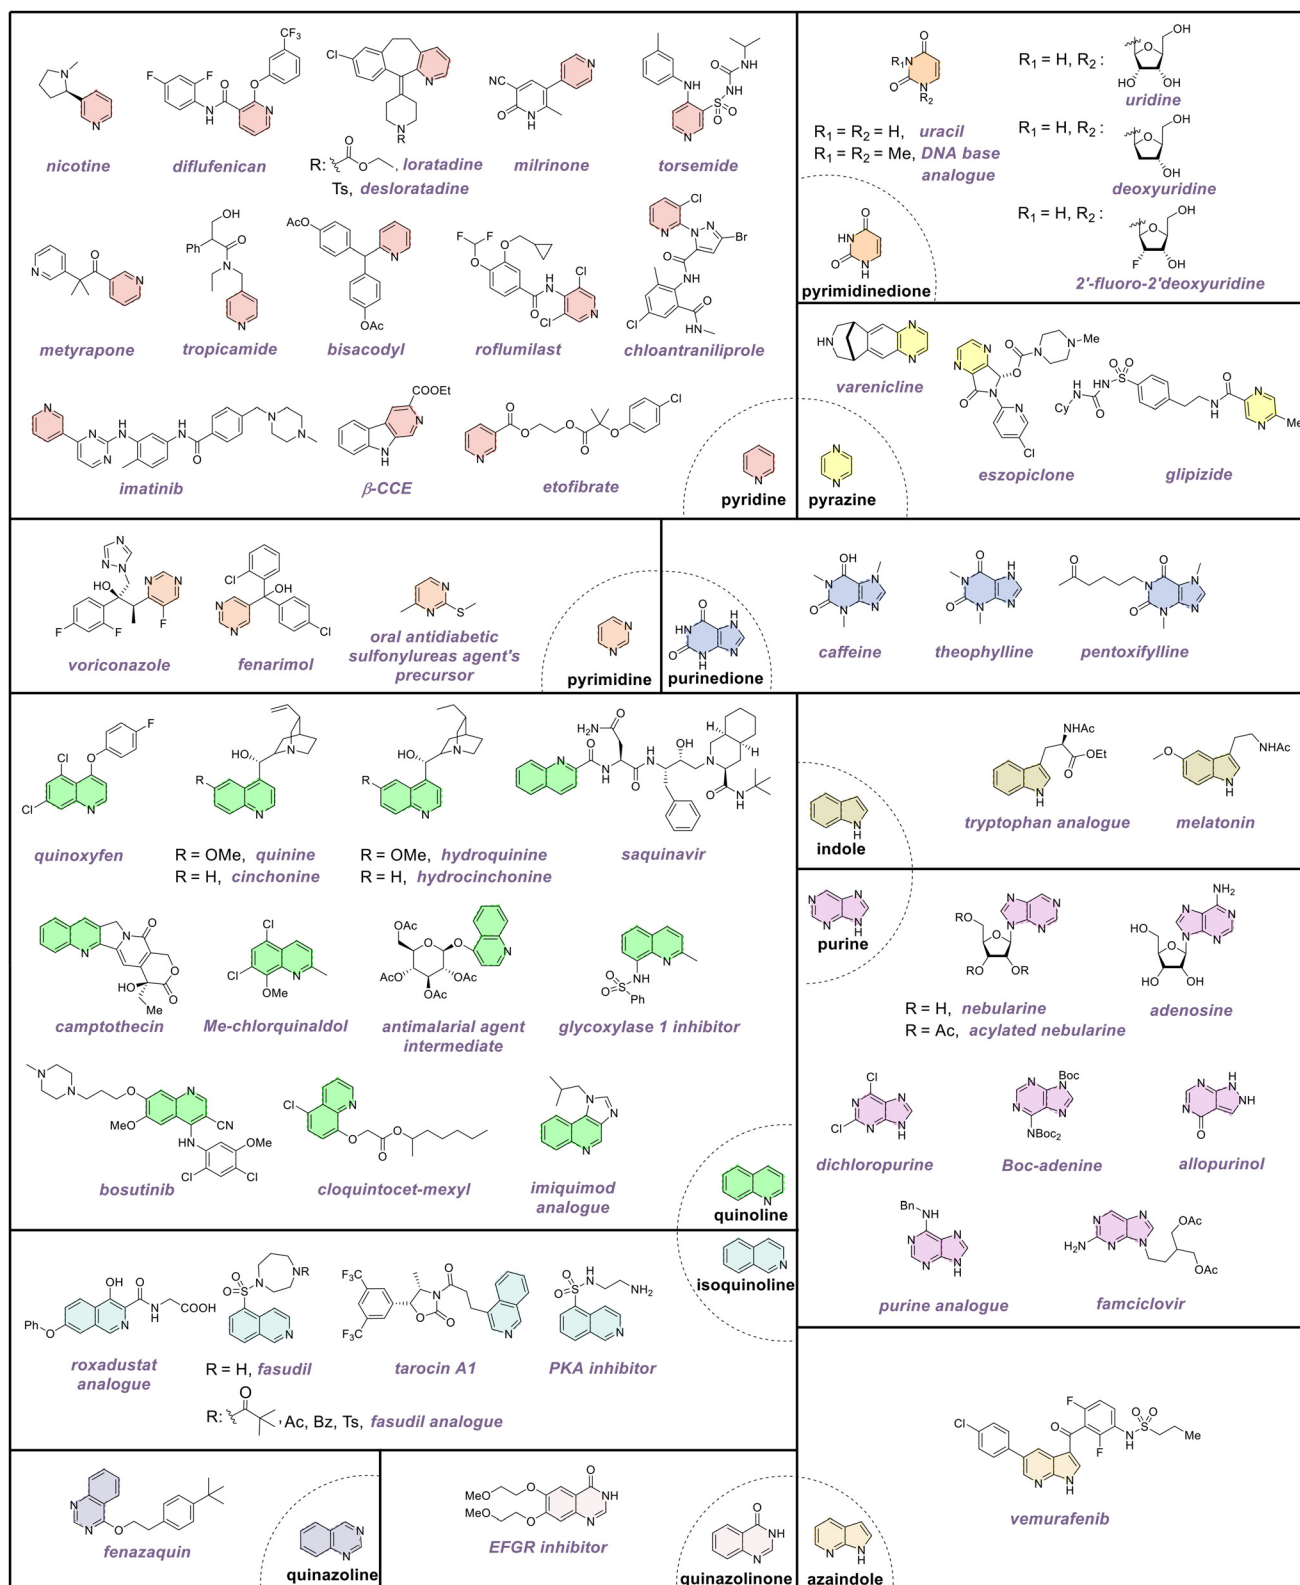 nicotine
diflufenican
R:
, loratadine
Ts, desloratadine
milrinone
torsemide
metyrapone
tropicamide
bisacodyl
roflumilast
chloantraniliprole
imatinib
β-CCE
etofibrate
pyridine
R₁ = R₂ = H, uracil
R₁ = R₂ = Me, DNA base
analogue
R₁ = H, R₂ :
uridine
R₁ = H, R₂ :
deoxyuridine
R₁ = H, R₂ :
2'-fluoro-2'deoxyuridine
pyrimidinedione
varenicline
eszopiclone
glipizide
pyrazine
voriconazole
fenarimol
oral antidiabetic
sulfonylureas agent's
precursor
pyrimidine
purinedione
caffeine
theophylline
pentoxifylline
quinoxyfen
R = OMe, quinine
R = H, cinchonine
R = OMe, hydroquinine
R = H, hydrocinchonine
saquinavir
camptothecin
Me-chlorquinaldol
antimalarial agent
intermediate
glycoxylase 1 inhibitor
bosutinib
cloquintocet-mexyl
imiquimod
analogue
quinoline
indole
tryptophan analogue
melatonin
purine
R = H, nebularine
R = Ac, acylated nebularine
adenosine
dichloropurine
Boc-adenine
allopurinol
purine analogue
famciclovir
isoquinoline
roxadustat
analogue
R = H, fasudil
R:
, Ac, Bz, Ts, fasudil analogue
tarocin A1
PKA inhibitor
fenazaquin
quinazoline
EFGR inhibitor
quinazolinone
azaindole
vemurafenib